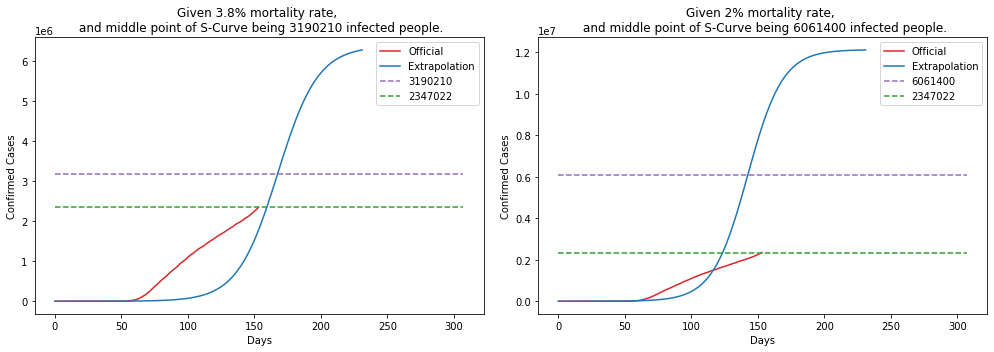 Given 3.8% mortality rate,
and middle point of S-Curve being 3190210 infected people.
1e6
6
5
4
3
2
1
0
Confirmed Cases
0 50 100 150 200 250 300
Days
Official
Extrapolation
3190210
2347022
Given 2% mortality rate,
and middle point of S-Curve being 6061400 infected people.
1e7
1.2
1.0
0.8
0.6
0.4
0.2
0.0
Confirmed Cases
0 50 100 150 200 250 300
Days
Official
Extrapolation
6061400
2347022